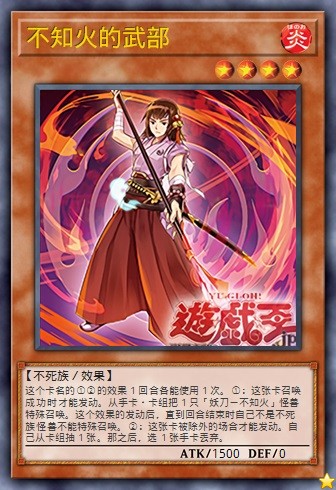 不知火的武部
炎
YU-GI-OH!
遊戯王
JP
【不死族／效果】
这个卡名的①②的效果1回合各能使用1次。①：这张卡召唤
成功时才能发动。从手卡·卡组把1只「妖刀－不知火」怪兽
特殊召唤。这个效果的发动后，直到回合结束时自己不是不死
族怪兽不能特殊召唤。②：这张卡被除外的场合才能发动。自
己从卡组抽1张。那之后，选1张手卡丢弃。
ATK/1500 DEF/0